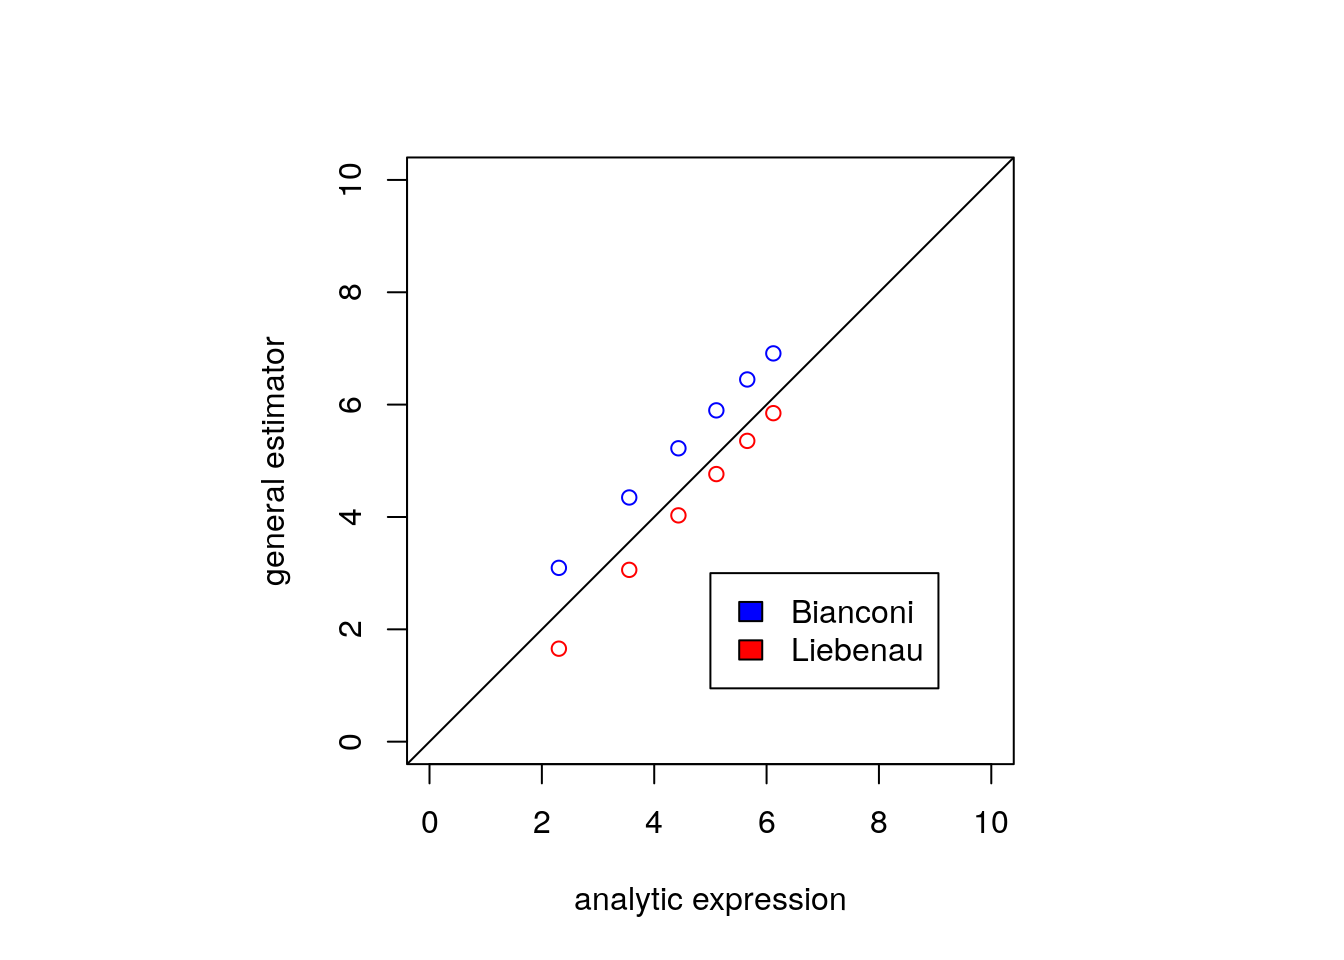 10
8
6
4
2
0
general estimator
Bianconi
Liebenau
0 2 4 6 8 10
analytic expression